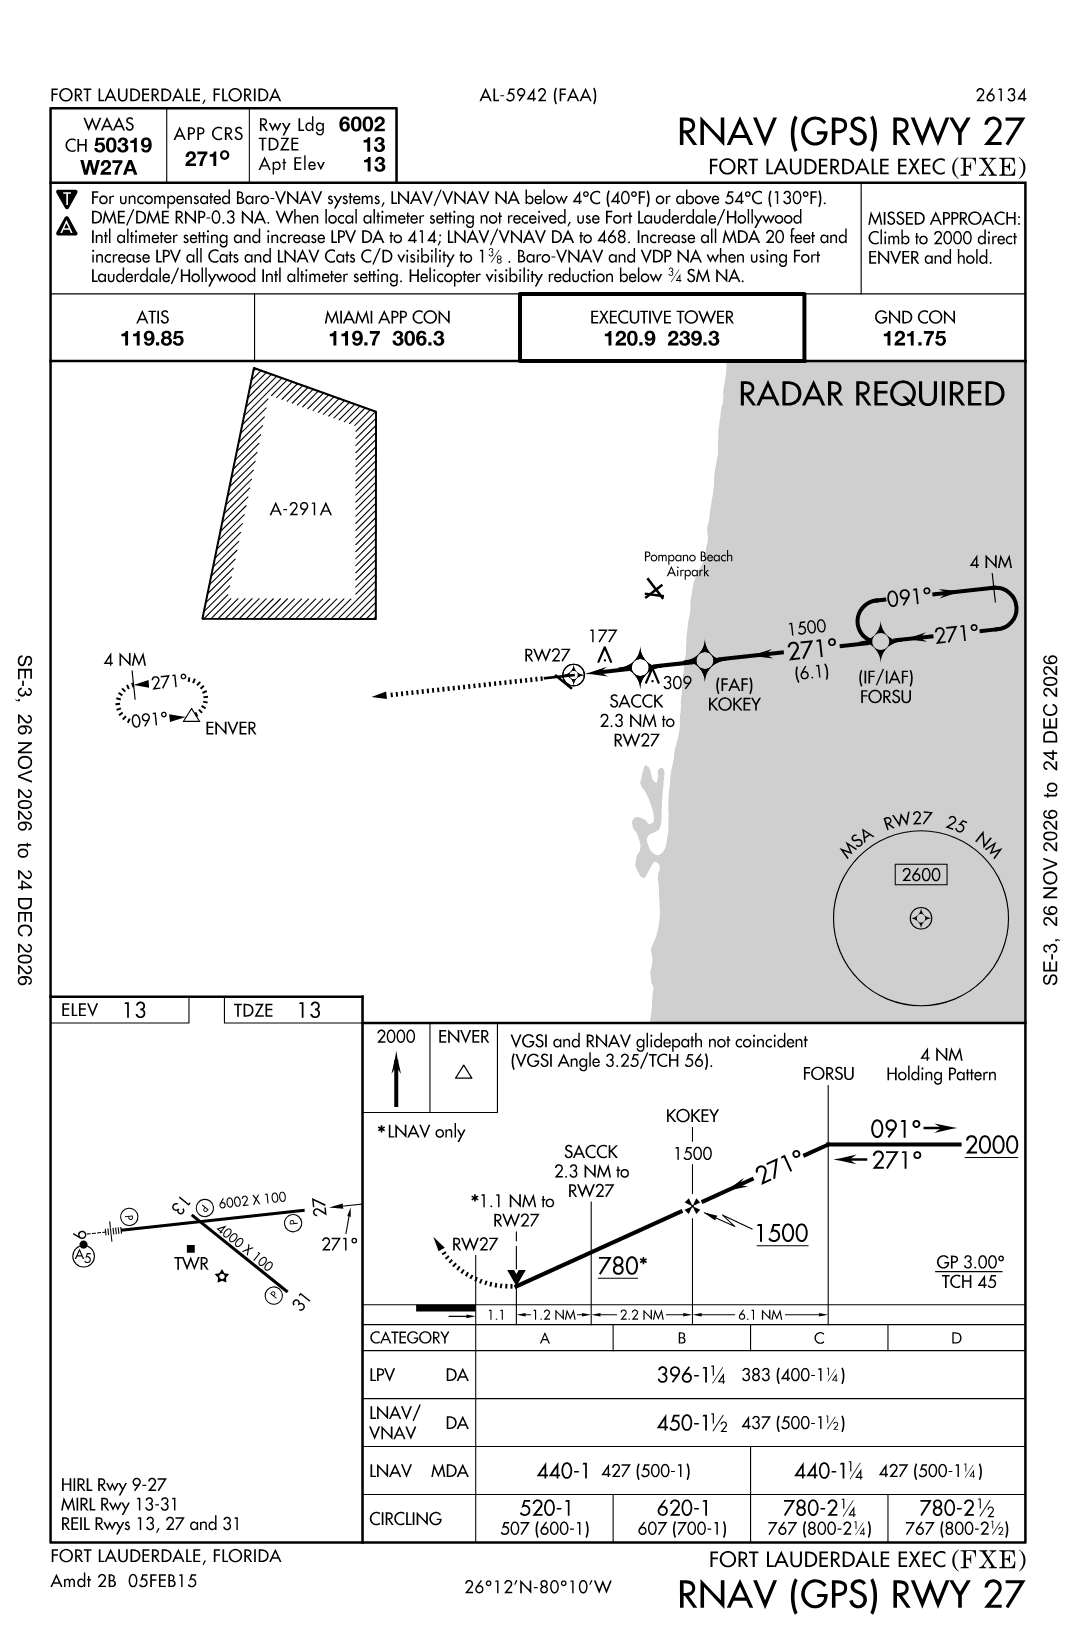 FORT LAUDERDALE, FLORIDA
AL-5942 (FAA)
26134
WAAS
CH 50319
W27A
APP CRS
271°
Rwy Ldg 6002
TDZE 13
Apt Elev 13
RNAV (GPS) RWY 27
FORT LAUDERDALE EXEC (FXE)
T
A
For uncompensated Baro-VNAV systems, LNAV/VNAV NA below 4°C (40°F) or above 54°C (130°F).
DME/DME RNP-0.3 NA. When local altimeter setting not received, use Fort Lauderdale/Hollywood
Intl altimeter setting and increase LPV DA to 414; LNAV/VNAV DA to 468. Increase all MDA 20 feet and
increase LPV all Cats and LNAV Cats C/D visibility to 1⅜ . Baro-VNAV and VDP NA when using Fort
Lauderdale/Hollywood Intl altimeter setting. Helicopter visibility reduction below ¾ SM NA.
MISSED APPROACH:
Climb to 2000 direct
ENVER and hold.
ATIS
119.85
MIAMI APP CON
119.7 306.3
EXECUTIVE TOWER
120.9 239.3
GND CON
121.75
RADAR REQUIRED
A-291A
Pompano Beach
Airpark
4 NM
091°
271°
1500
271°
(6.1)
(IF/IAF)
FORSU
(FAF)
KOKEY
177
309
RW27
SACCK
2.3 NM to
RW27
4 NM
271°
091°
ENVER
MSA RW27 25 NM
2600
SE-3, 26 NOV 2026 to 24 DEC 2026
SE-3, 26 NOV 2026 to 24 DEC 2026
ELEV 13
TDZE 13
6002 X 100
4000 X 100
9
27
13
31
P
P
P
P
A5
TWR
271°
HIRL Rwy 9-27
MIRL Rwy 13-31
REIL Rwys 13, 27 and 31
2000
ENVER
VGSI and RNAV glidepath not coincident
(VGSI Angle 3.25/TCH 56).
*LNAV only
4 NM
Holding Pattern
FORSU
091°
271°
2000
KOKEY
1500
271°
1500
SACCK
2.3 NM to
RW27
*1.1 NM to
RW27
RW27
780*
GP 3.00°
TCH 45
1.1
1.2 NM
2.2 NM
6.1 NM
CATEGORY A B C D
LPV DA 396-1¼ 383 (400-1¼)
LNAV/
VNAV DA 450-1½ 437 (500-1½)
LNAV MDA 440-1 427 (500-1) 440-1¼ 427 (500-1¼)
CIRCLING
520-1
507 (600-1)
620-1
607 (700-1)
780-2¼
767 (800-2¼)
780-2½
767 (800-2½)
FORT LAUDERDALE, FLORIDA
Amdt 2B 05FEB15
26°12'N-80°10'W
FORT LAUDERDALE EXEC (FXE)
RNAV (GPS) RWY 27